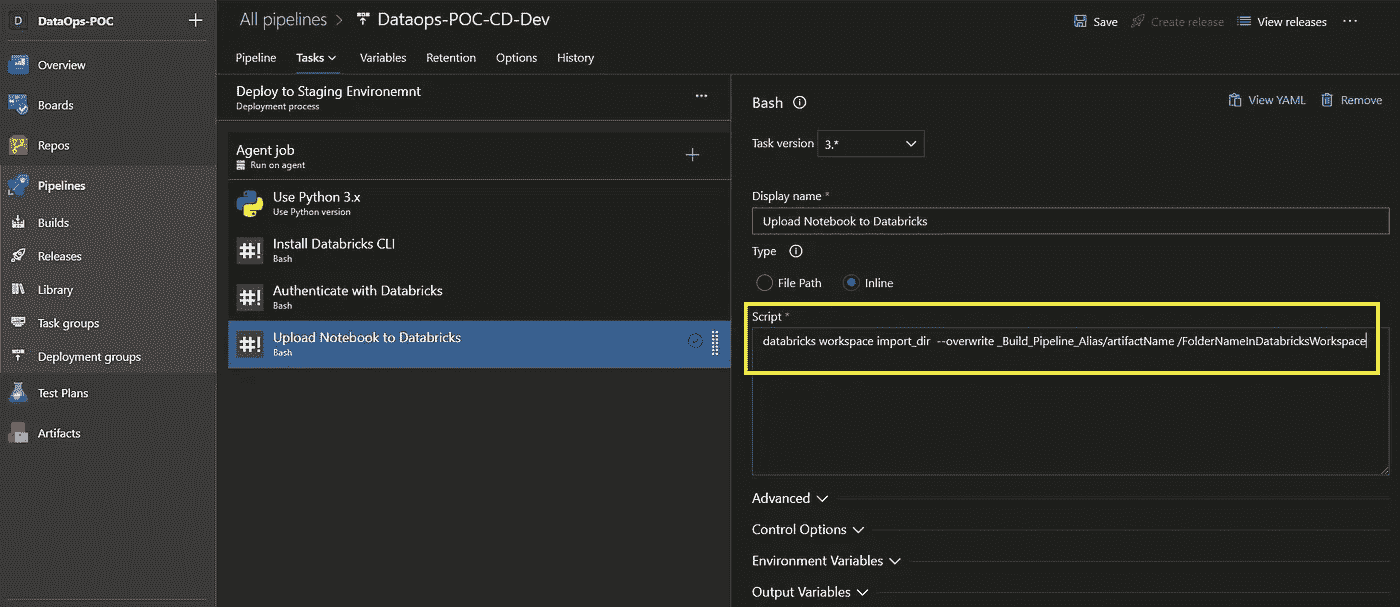 D DataOps-POC
Overview
Boards
Repos
Pipelines
Builds
Releases
Library
Task groups
Deployment groups
Test Plans
Artifacts
All pipelines > Dataops-POC-CD-Dev
Save Create release View releases ...
Pipeline Tasks Variables Retention Options History
Deploy to Staging Environemnt
Deployment process
...
Agent job
Run on agent
Use Python 3.x
Use Python version
#! Install Databricks CLI
Bash
#! Authenticate with Databricks
Bash
#! Upload Notebook to Databricks
Bash
Bash
View YAML Remove
Task version 3.*
Display name *
Upload Notebook to Databricks
Type
File Path Inline
Script *
databricks workspace import_dir --overwrite _Build_Pipeline_Alias/artifactName /FolderNameInDatabricksWorkspace
Advanced
Control Options
Environment Variables
Output Variables